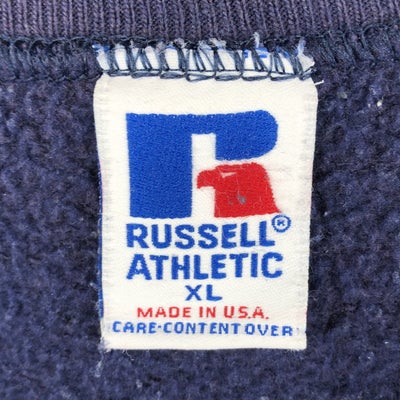 R
RUSSELL®
ATHLETIC
XL
MADE IN U.S.A.
CARE-CONTENT OVER